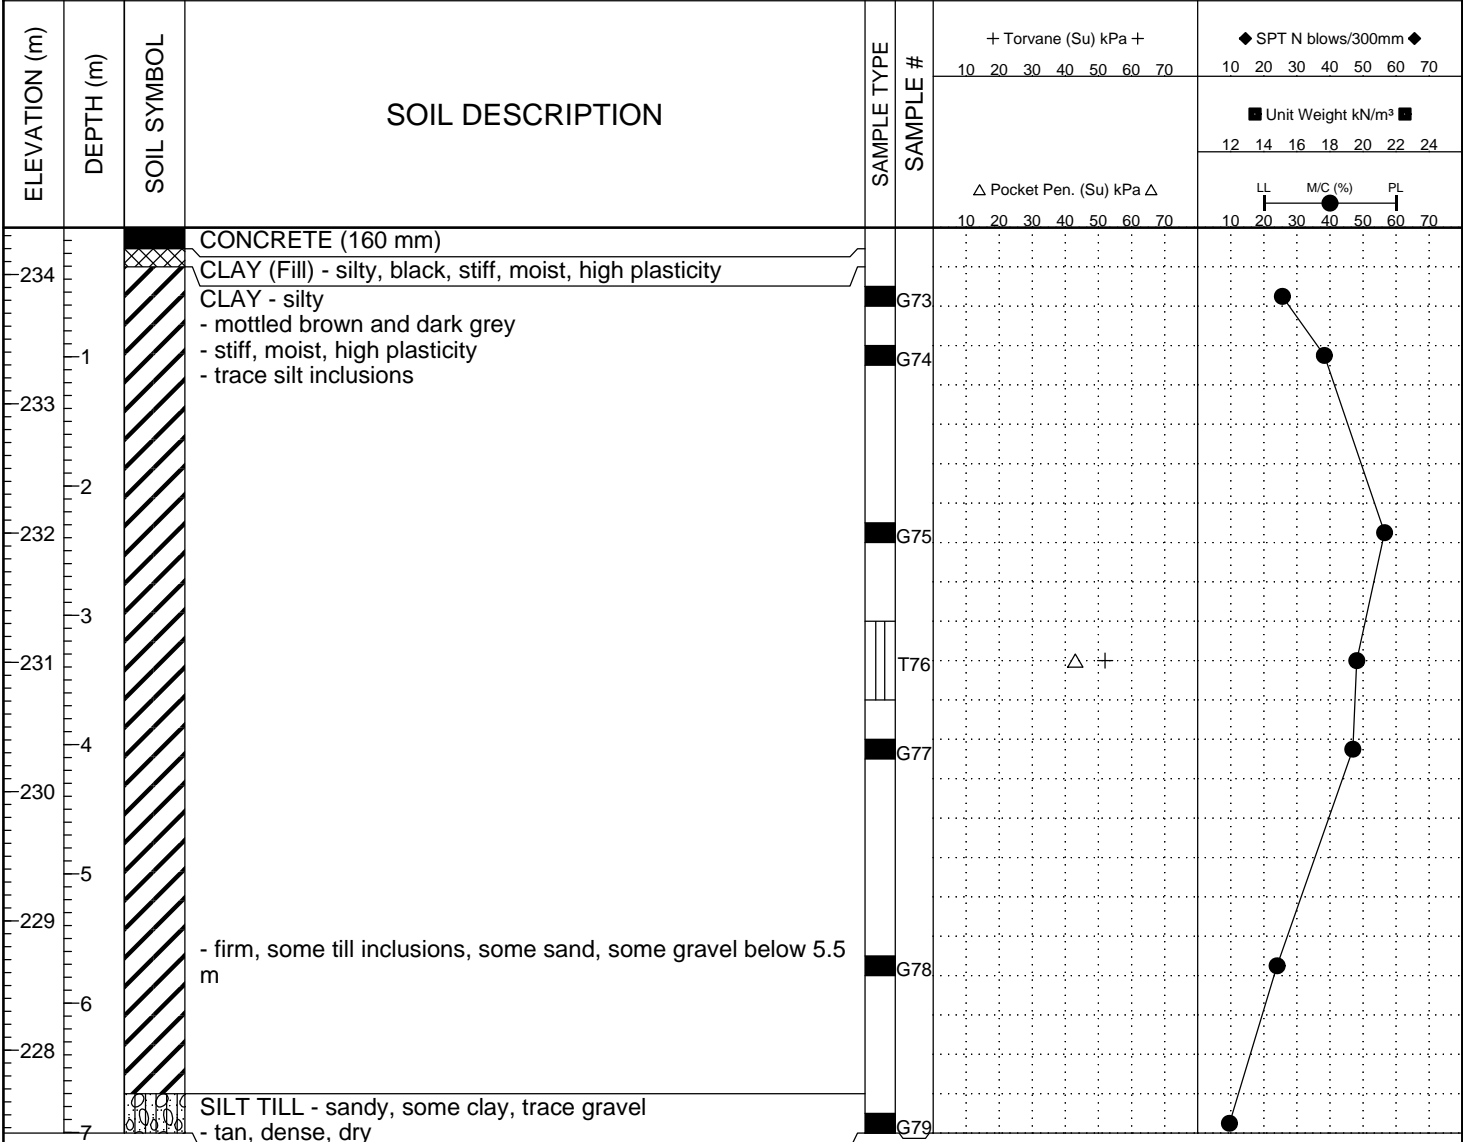 ELEVATION (m)
DEPTH (m)
SOIL SYMBOL
SOIL DESCRIPTION
SAMPLE TYPE
SAMPLE #
+ Torvane (Su) kPa +
10 20 30 40 50 60 70
△ Pocket Pen. (Su) kPa △
10 20 30 40 50 60 70
◆ SPT N blows/300mm ◆
10 20 30 40 50 60 70
■ Unit Weight kN/m³ ■
12 14 16 18 20 22 24
LL M/C (%) PL
10 20 30 40 50 60 70
CONCRETE (160 mm)
CLAY (Fill) - silty, black, stiff, moist, high plasticity
234
CLAY - silty
G73
- mottled brown and dark grey
- stiff, moist, high plasticity
1
G74
- trace silt inclusions
233
2
232
G75
3
231
T76
4
G77
230
5
229
- firm, some till inclusions, some sand, some gravel below 5.5
m
G78
6
228
SILT TILL - sandy, some clay, trace gravel
G79
- tan, dense, dry
7